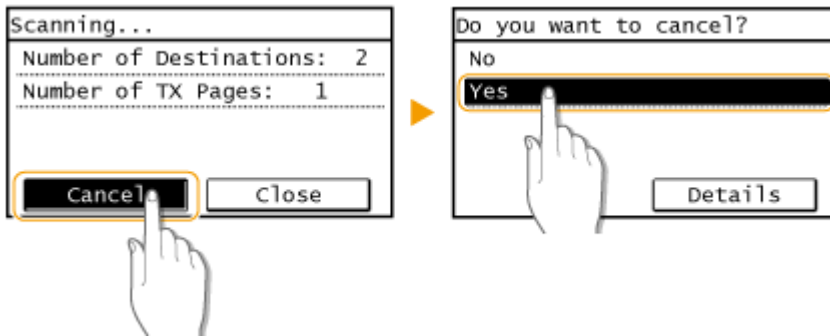 Scanning...
Number of Destinations: 2
Number of TX Pages: 1
Cancel
Close
Do you want to cancel?
No
Yes
Details